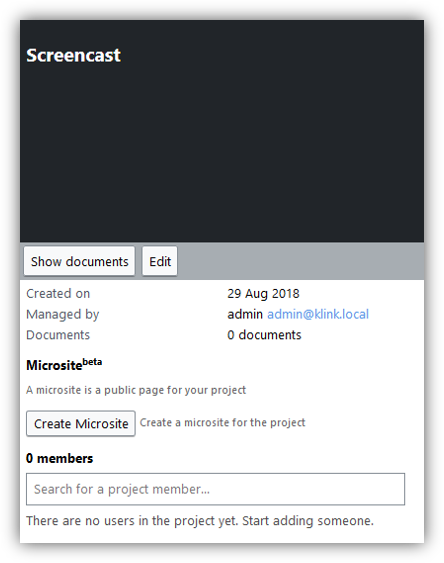 Screencast
Show documents Edit
Created on 29 Aug 2018
Managed by admin admin@klink.local
Documents 0 documents
Microsite beta
A microsite is a public page for your project
Create Microsite Create a microsite for the project
0 members
Search for a project member...
There are no users in the project yet. Start adding someone.